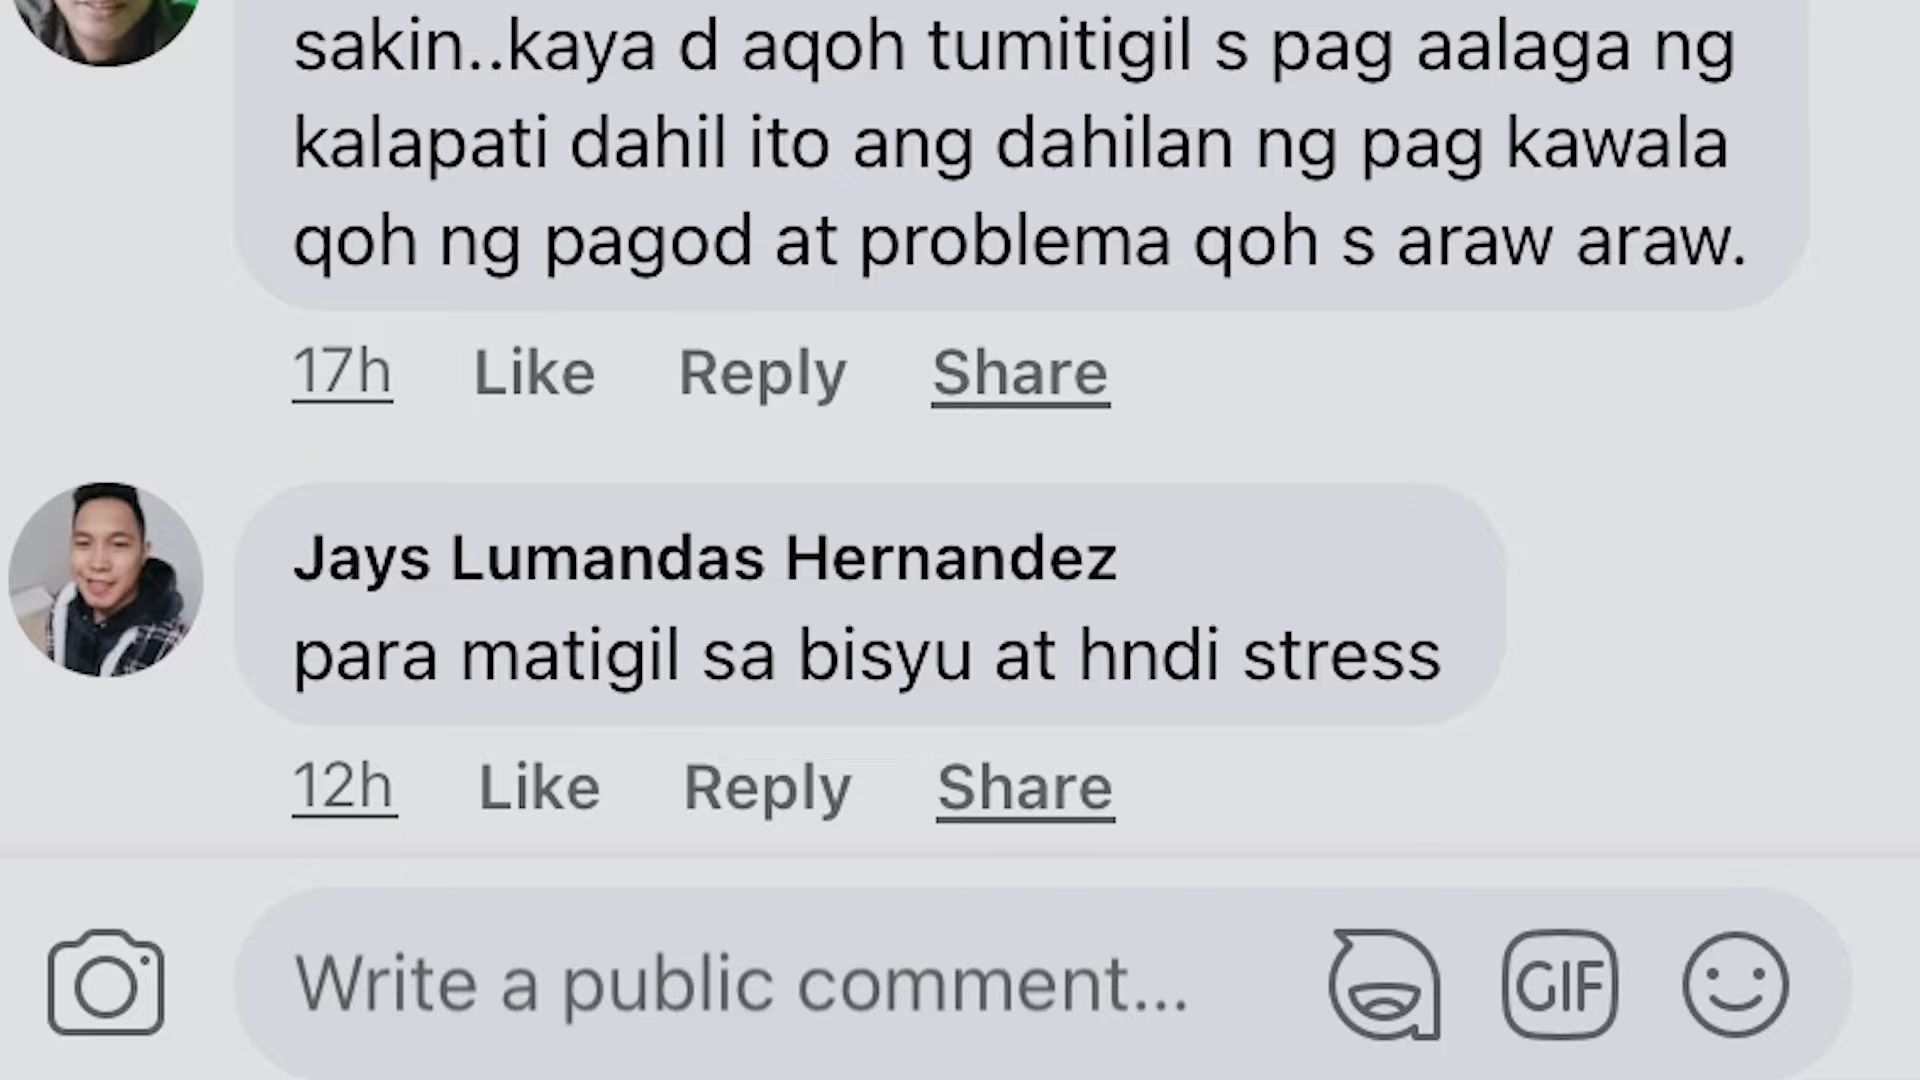 sakin..kaya d aqoh tumitigil s pag aalaga ng
kalapati dahil ito ang dahilan ng pag kawala
qoh ng pagod at problema qoh s araw araw.
17h Like Reply Share
Jays Lumandas Hernandez
para matigil sa bisyu at hndi stress
12h Like Reply Share
Write a public comment...
GIF